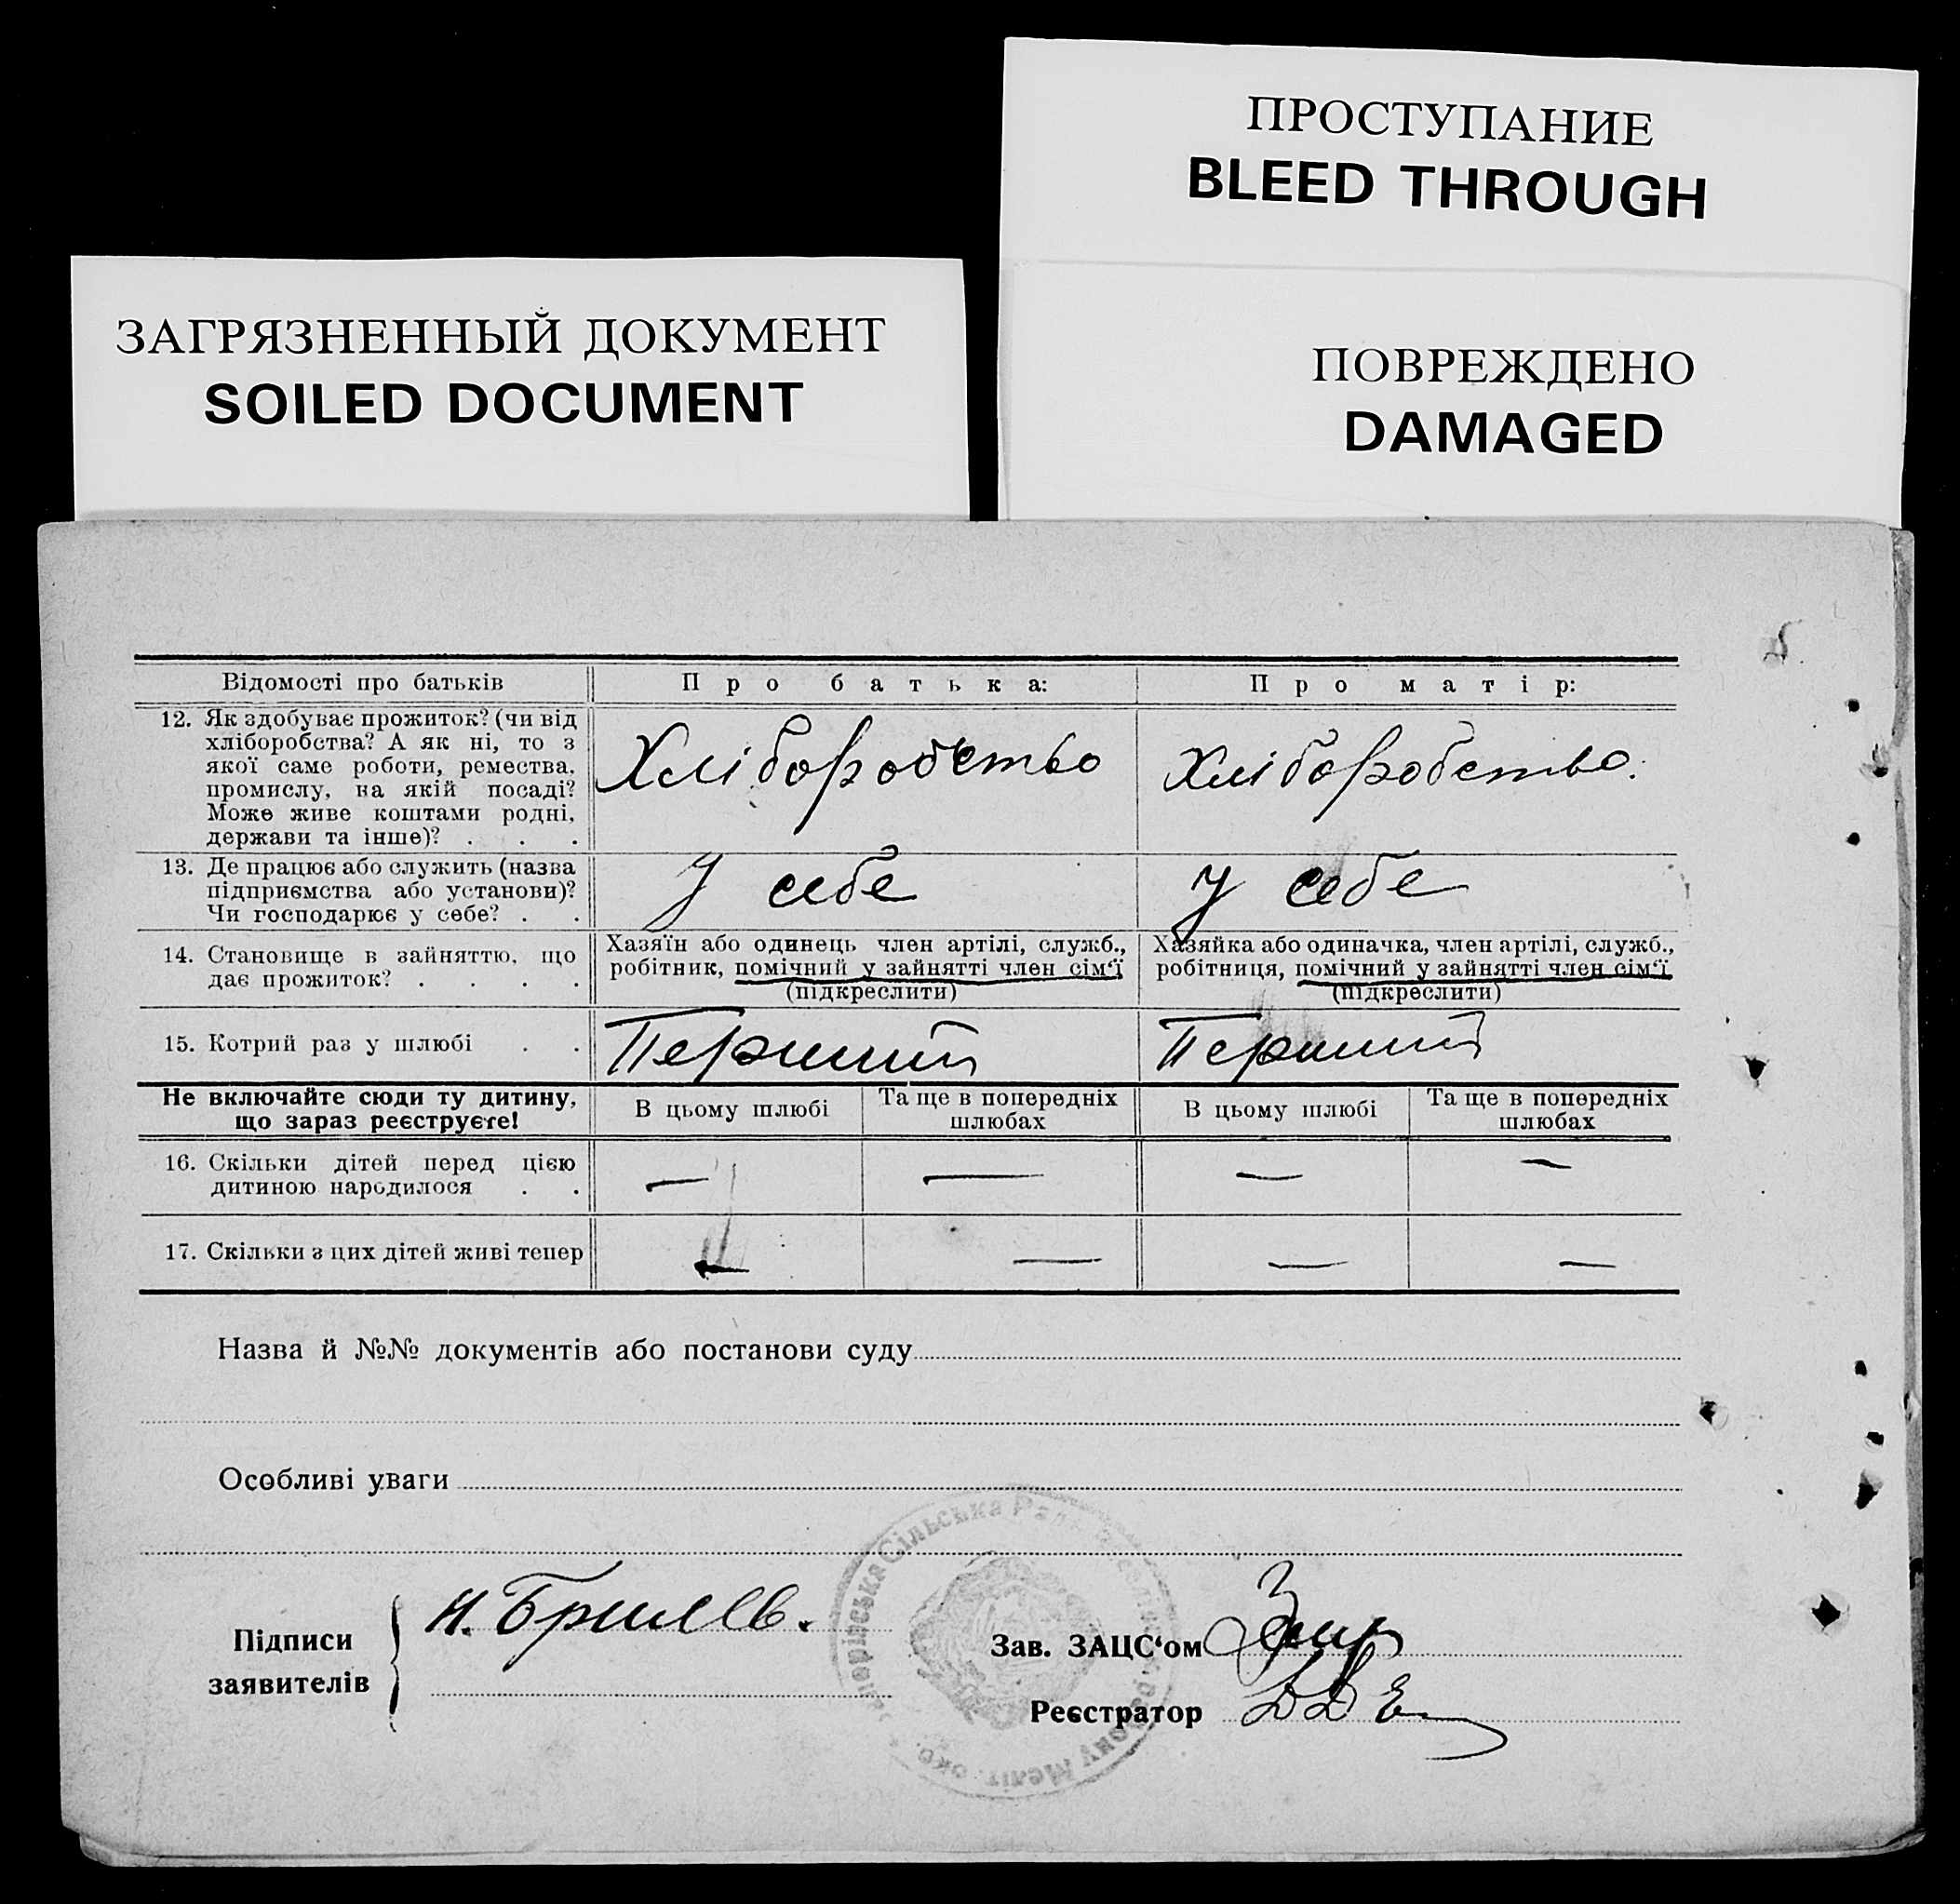 ПРОСТУПАНИЕ
BLEED THROUGH
ЗАГРЯЗНЕННЫЙ ДОКУМЕНТ
SOILED DOCUMENT
ПОВРЕЖДЕНО
DAMAGED
Відомості про батьків Про батька: Про матір:
12. Як здобуває прожиток? (чи від
хліборобства? А як ні, то з
якої саме роботи, ремества,
промислу, на якій посаді?
Може живе коштами родні,
держави та інше)? . . .
Хліборобство Хліборобство.
13. Де працює або служить (назва
підприємства або установи)?
Чи господарює у себе? . .
У себе У себе
14. Становище в зайняттю, що
дає прожиток? . . . .
Хазяїн або одинець член артілі, служб.,
робітник, помічний у зайнятті член сім‘ї
(підкреслити)
Хазяйка або одиначка, член артілі, служб.,
робітниця, помічний у зайнятті член сім‘ї
(підкреслити)
15. Котрий раз у шлюбі . .
Перший Перший
Не включайте сюди ту дитину,
що зараз реєструєте!
В цьому шлюбі
Та ще в попередніх
шлюбах
В цьому шлюбі
Та ще в попередніх
шлюбах
16. Скільки дітей перед цією
дитиною народилося . .
— — — —
17. Скільки з цих дітей живі тепер
— — — —
Назва й №№ документів або постанови суду
Особливі уваги
Підписи
заявителів
Н.
Зав. ЗАЦС‘ом
Реєстратор
Сільська Рада
району Меліт. окр.